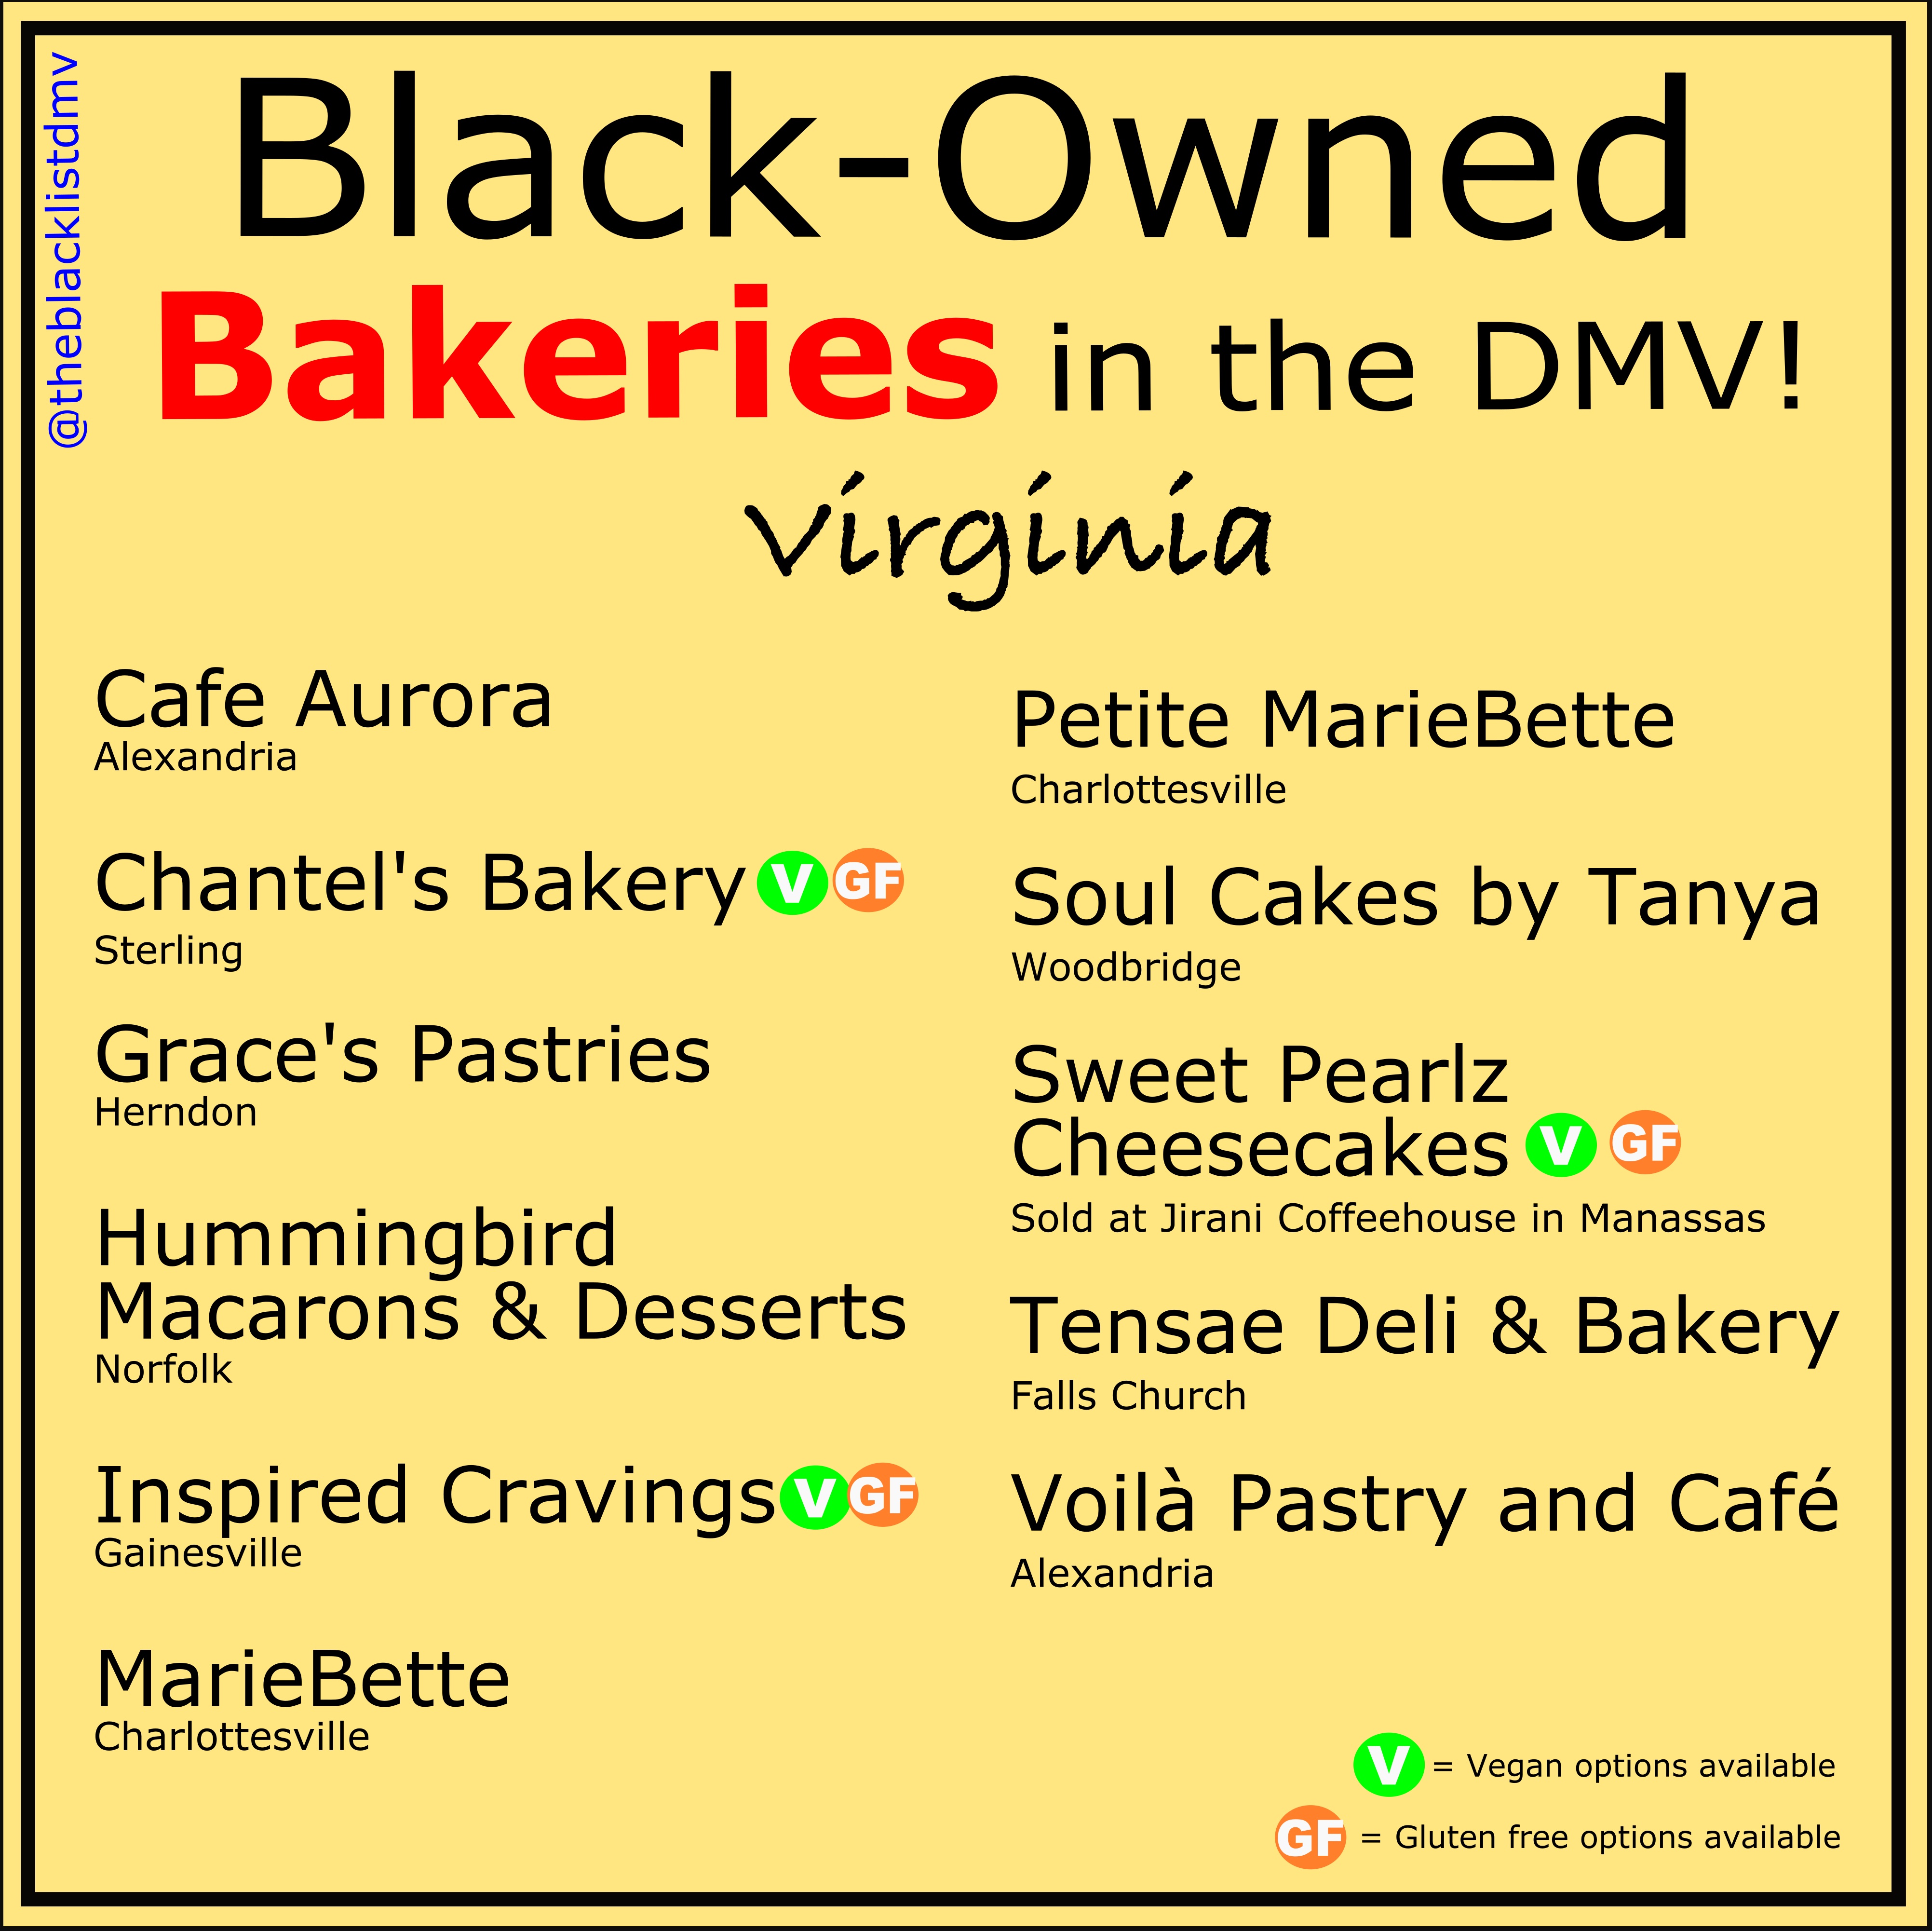 @theblacklistdmv
Black-Owned
Bakeries in the DMV!
Virginia
Cafe Aurora
Alexandria
Chantel's Bakery V GF
Sterling
Grace's Pastries
Herndon
Hummingbird
Macarons & Desserts
Norfolk
Inspired Cravings V GF
Gainesville
MarieBette
Charlottesville
Petite MarieBette
Charlottesville
Soul Cakes by Tanya
Woodbridge
Sweet Pearlz
Cheesecakes V GF
Sold at Jirani Coffeehouse in Manassas
Tensae Deli & Bakery
Falls Church
Voilà Pastry and Café
Alexandria
V = Vegan options available
GF = Gluten free options available